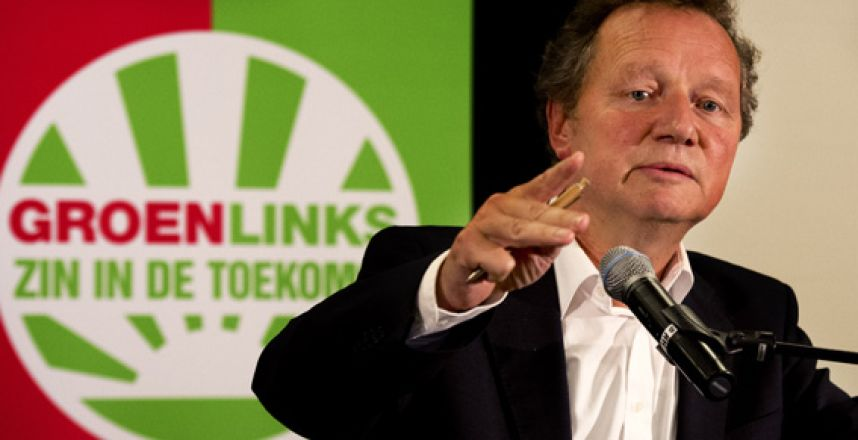 GROENLINKS
ZIN IN DE TOEKOM